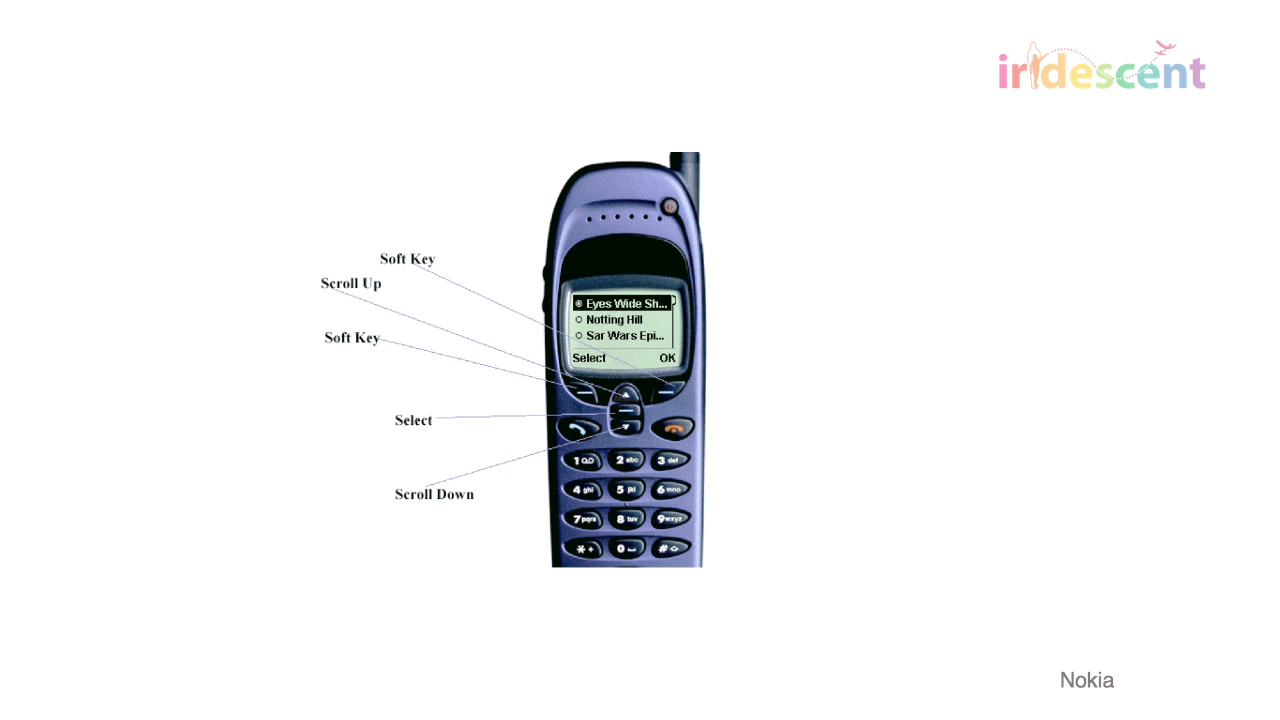 iridescent
Soft Key
Scroll Up
Eyes Wide Sh...
Notting Hill
Soft Key
Sar Wars Epi...
Select OK
Select
1
2 abc 3 def
Scroll Down
4 ghi 5 jkl 6 mno
7 pqrs 8 tuv 9 wxyz
* + 0 #
Nokia